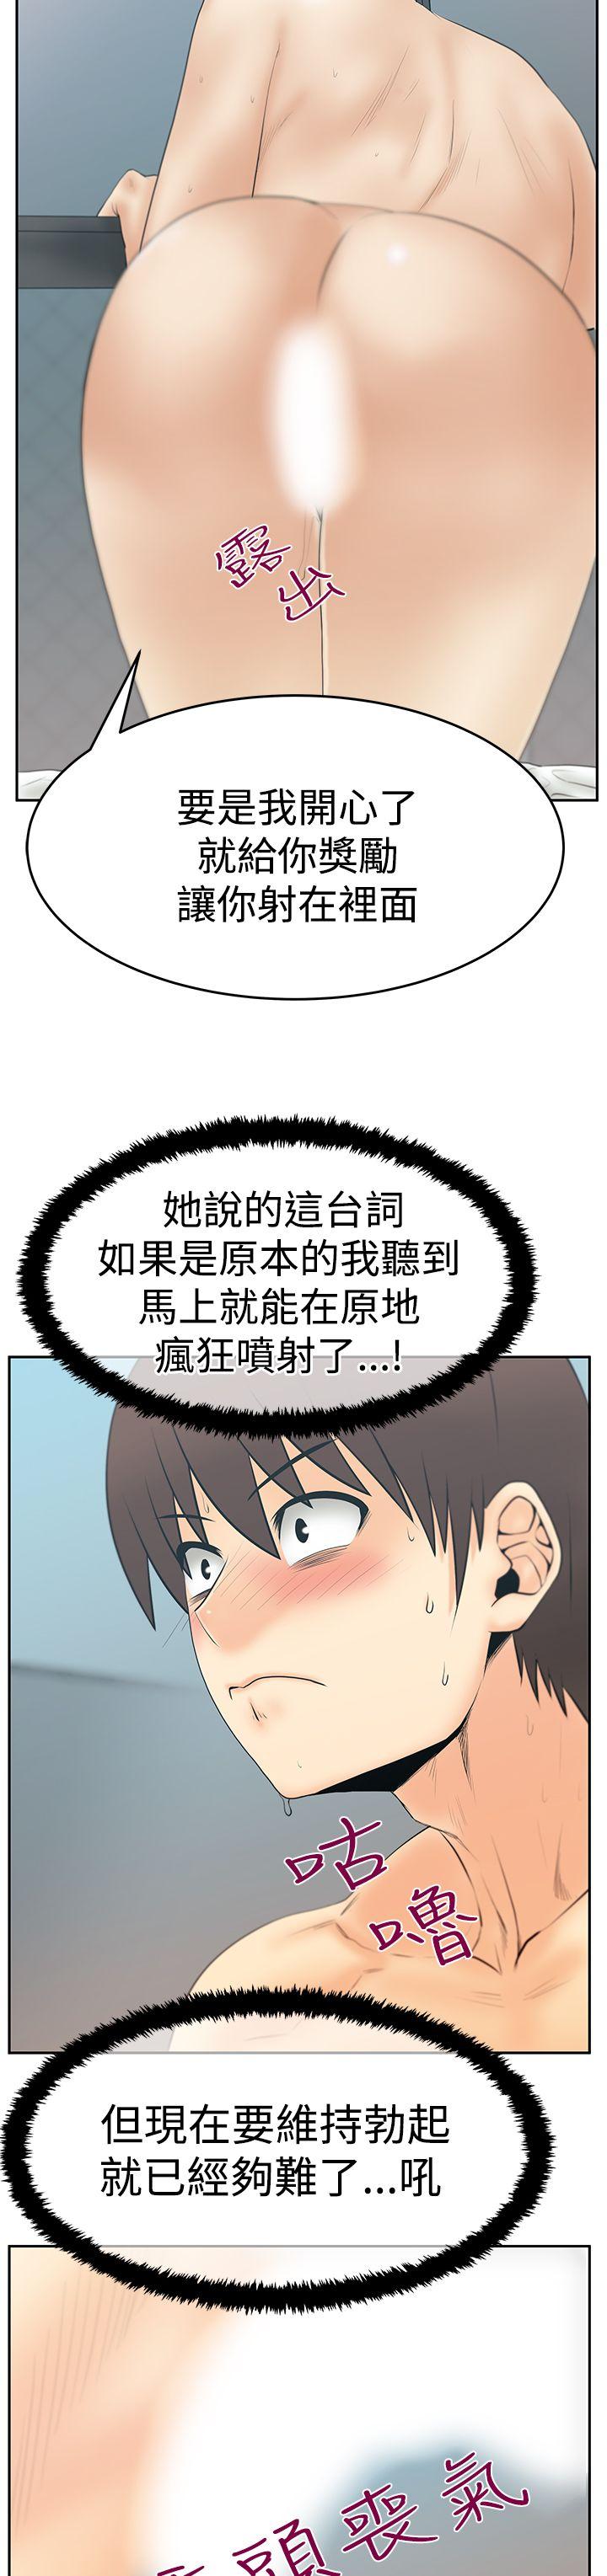 露出
要是我開心了
就給你獎勵
讓你射在裡面
她說的這台詞
如果是原本的我聽到
馬上就能在原地
瘋狂噴射了...!
咕嚕
但現在要維持勃起
就已經夠難了...吼
頭喪氣